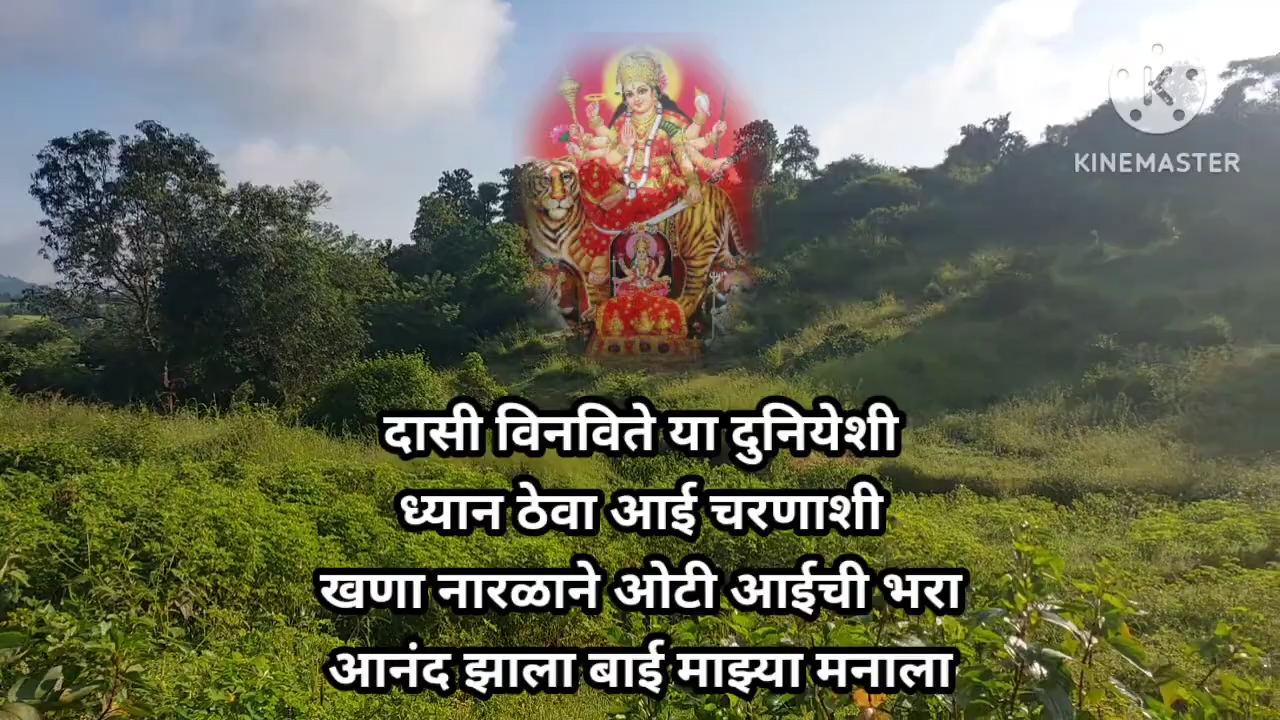 KINEMASTER
दासी विनविते या दुनियेशी
ध्यान ठेवा आई चरणाशी
खणा नारळाने ओटी आईची भरा
आनंद झाला बाई माझ्या मनाला